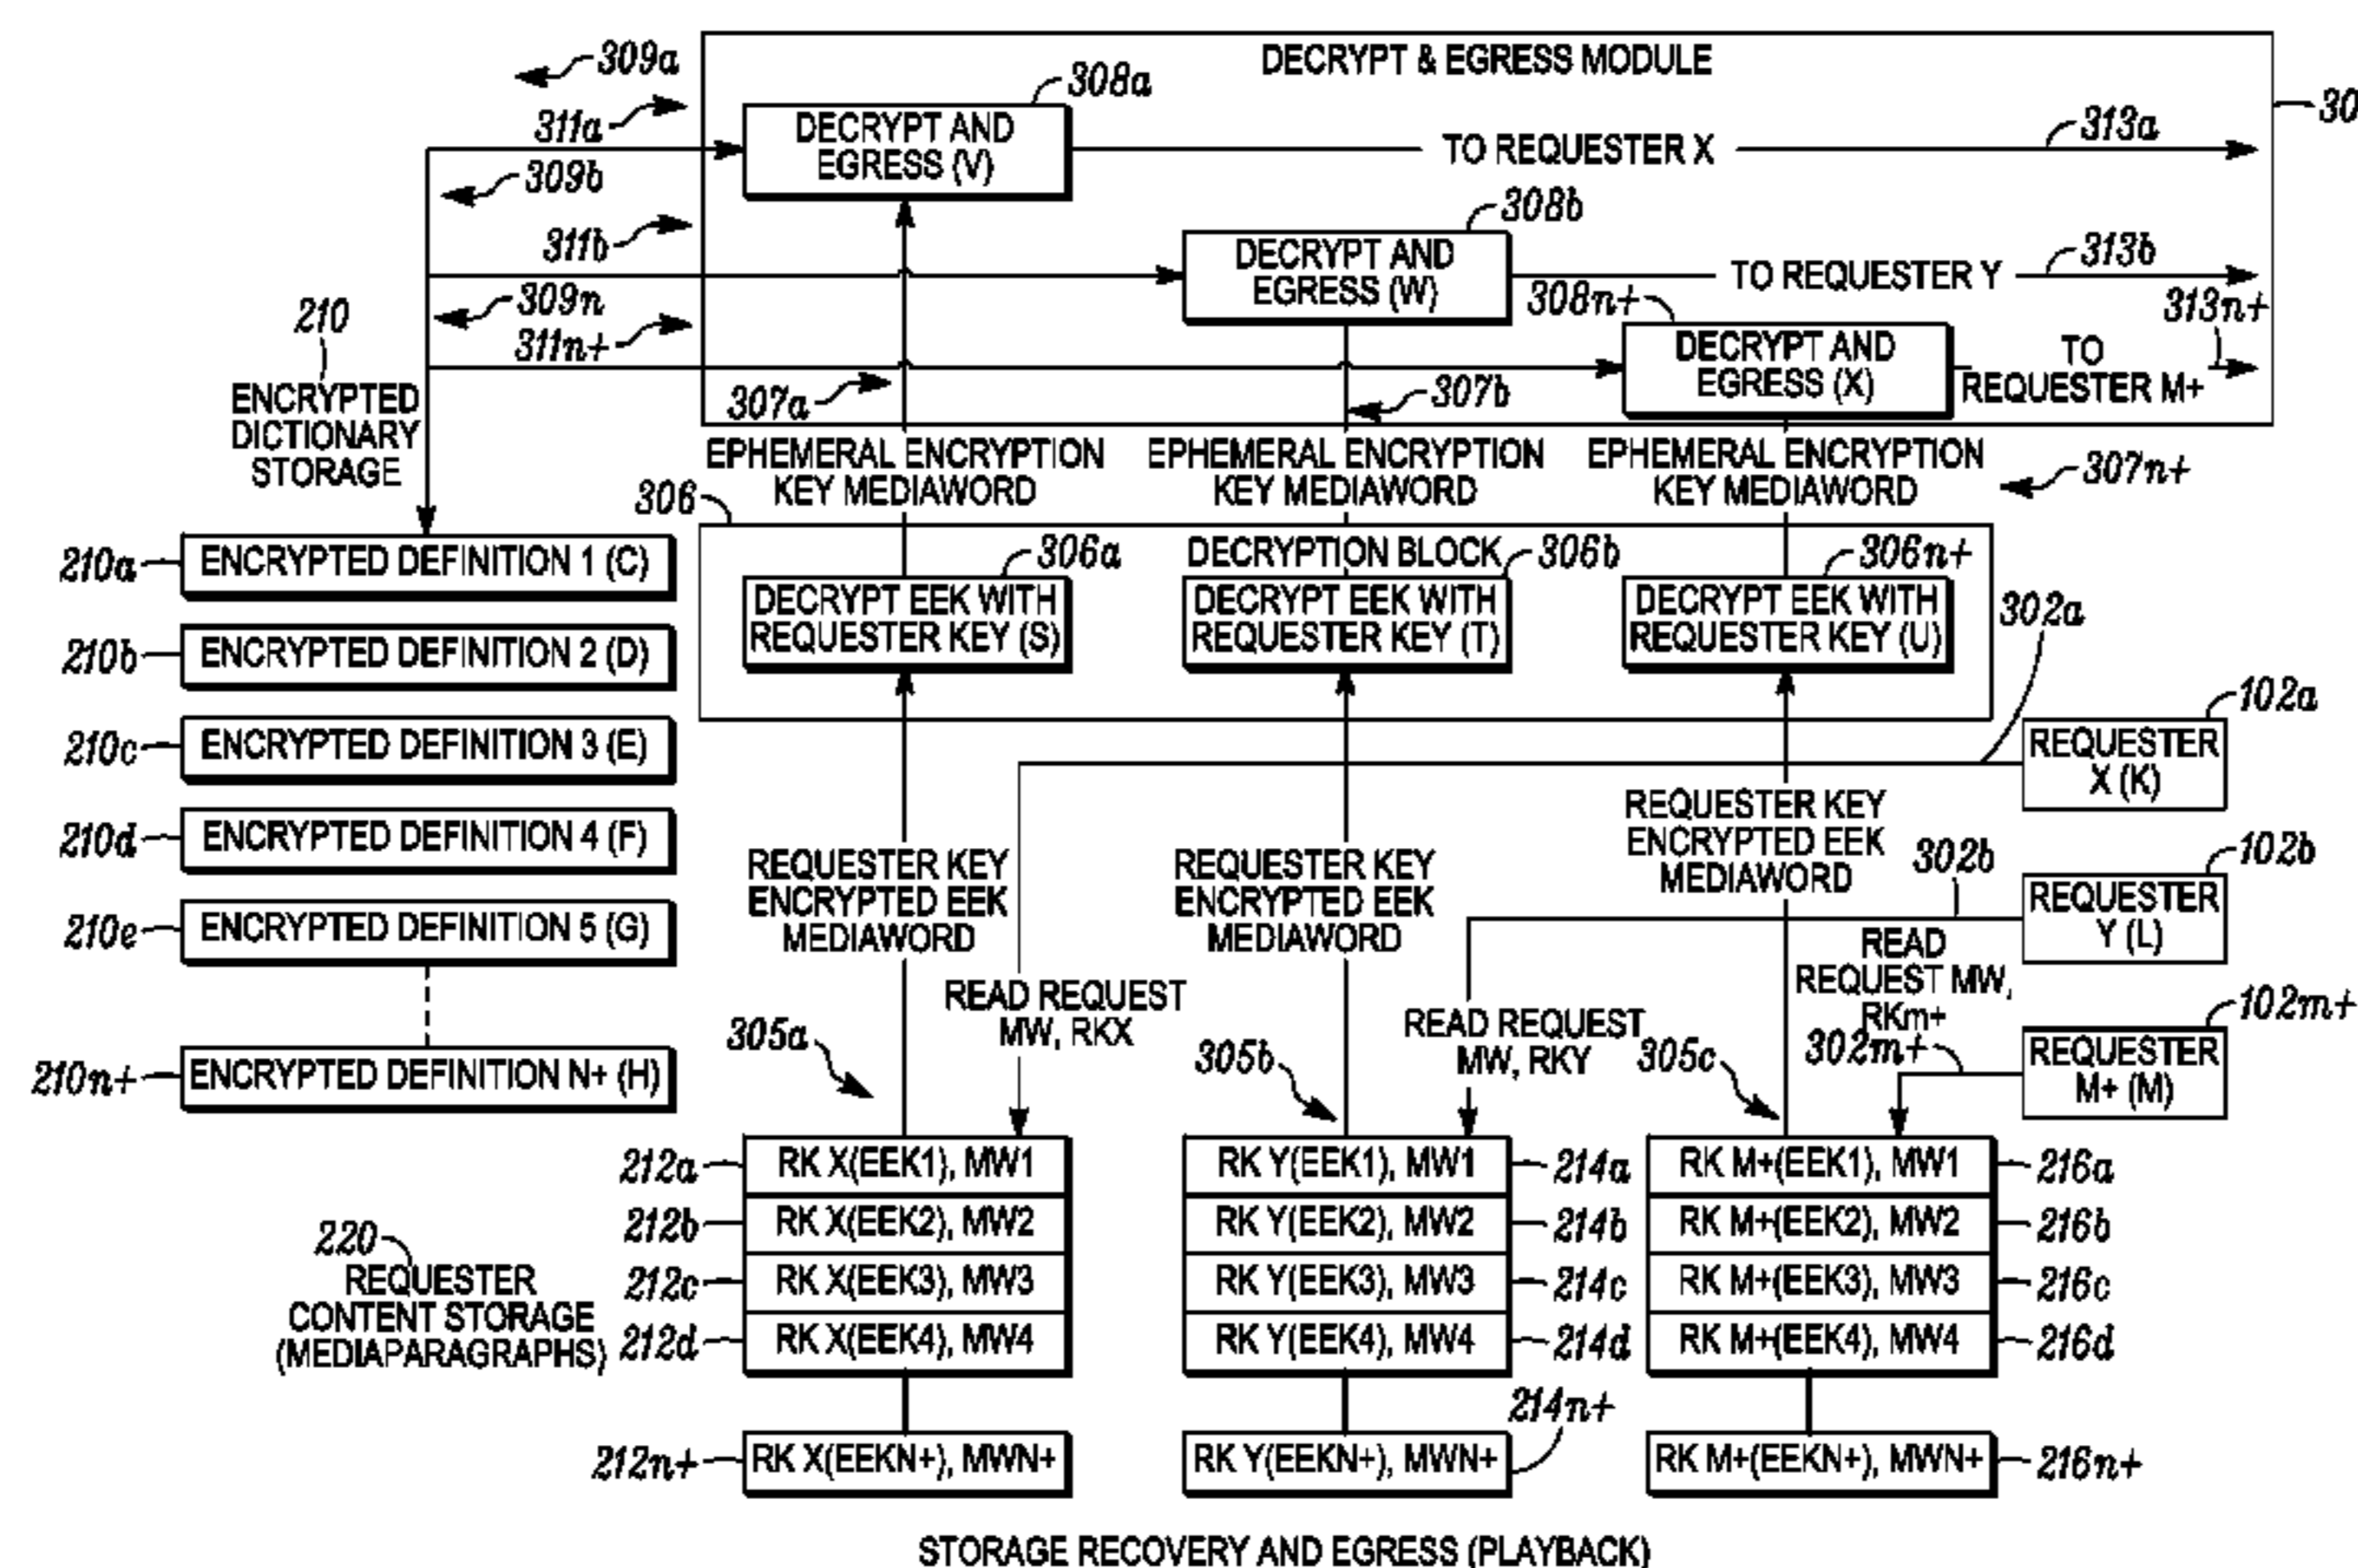 309a
DECRYPT & EGRESS MODULE
308a
30
311a
DECRYPT AND
EGRESS (V)
TO REQUESTER X
313a
309b
308b
311b
DECRYPT AND
EGRESS (W)
TO REQUESTER Y
313b
309n
308n+
313n+
210
311n+
DECRYPT AND
EGRESS (X)
TO
REQUESTER M+
ENCRYPTED
DICTIONARY
STORAGE
307a
307b
EPHEMERAL ENCRYPTION
KEY MEDIAWORD
EPHEMERAL ENCRYPTION
KEY MEDIAWORD
EPHEMERAL ENCRYPTION
KEY MEDIAWORD
307n+
306
210a
ENCRYPTED DEFINITION 1 (C)
306a
DECRYPTION BLOCK
306b
306n+
DECRYPT EEK WITH
REQUESTER KEY (S)
DECRYPT EEK WITH
REQUESTER KEY (T)
DECRYPT EEK WITH
REQUESTER KEY (U)
302a
210b
ENCRYPTED DEFINITION 2 (D)
210c
ENCRYPTED DEFINITION 3 (E)
102a
REQUESTER
X (K)
210d
ENCRYPTED DEFINITION 4 (F)
REQUESTER KEY
ENCRYPTED EEK
MEDIAWORD
REQUESTER KEY
ENCRYPTED EEK
MEDIAWORD
REQUESTER KEY
ENCRYPTED EEK
MEDIAWORD
302b
102b
REQUESTER
Y (L)
210e
ENCRYPTED DEFINITION 5 (G)
READ REQUEST
MW, RKX
READ REQUEST
MW, RKY
READ
REQUEST MW,
RKm+
102m+
305a
305b
305c
302m+
REQUESTER
M+ (M)
210n+
ENCRYPTED DEFINITION N+ (H)
212a
RK X(EEK1), MW1
RK Y(EEK1), MW1
214a
RK M+(EEK1), MW1
216a
212b
RK X(EEK2), MW2
RK Y(EEK2), MW2
214b
RK M+(EEK2), MW2
216b
220
REQUESTER
CONTENT STORAGE
(MEDIAPARAGRAPHS)
212c
RK X(EEK3), MW3
RK Y(EEK3), MW3
214c
RK M+(EEK3), MW3
216c
212d
RK X(EEK4), MW4
RK Y(EEK4), MW4
214d
RK M+(EEK4), MW4
216d
214n+
212n+
RK X(EEKN+), MWN+
RK Y(EEKN+), MWN+
RK M+(EEKN+), MWN+
216n+
STORAGE RECOVERY AND EGRESS (PLAYBACK)